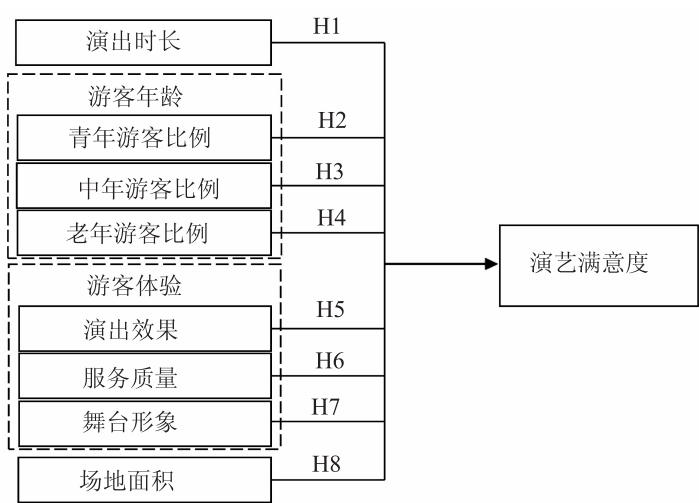 H1
演出时长
游客年龄
H2
青年游客比例
H3
中年游客比例
H4
老年游客比例
演艺满意度
游客体验
H5
演出效果
H6
服务质量
H7
舞台形象
H8
场地面积